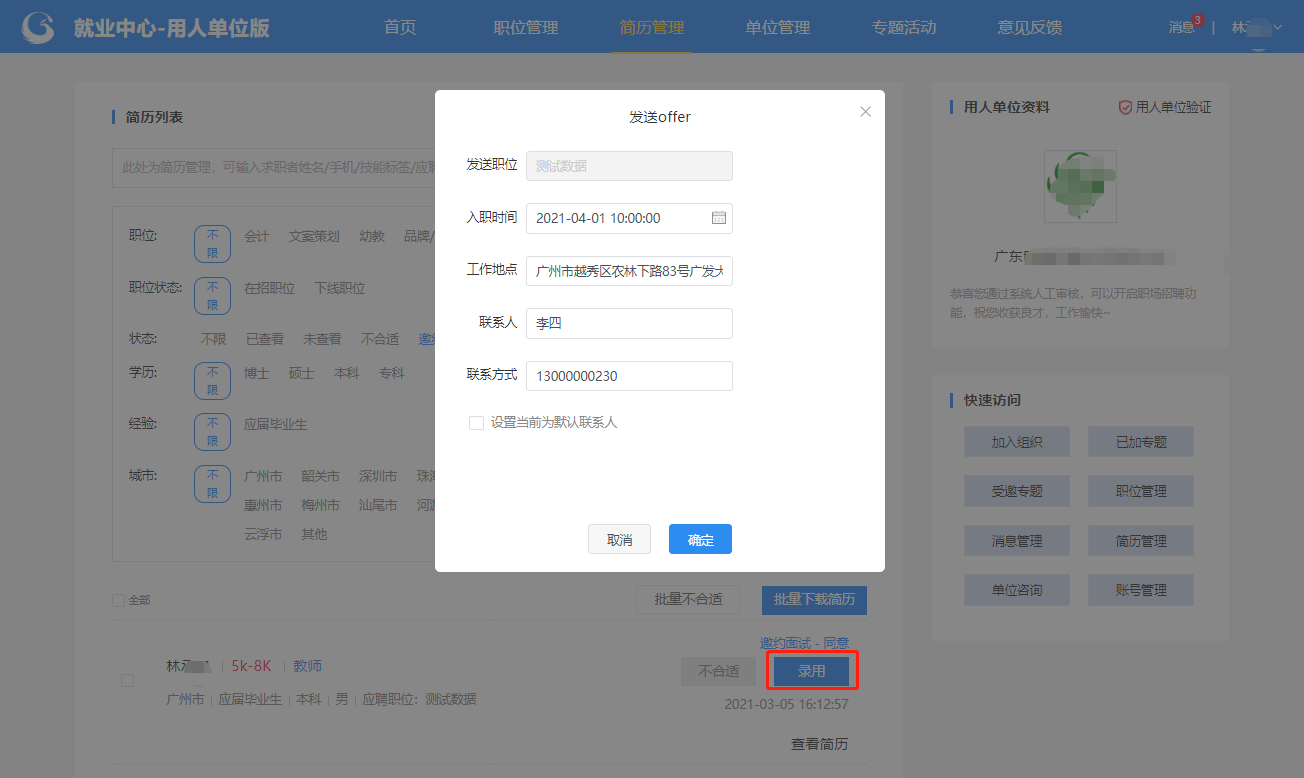 就业中心-用人单位版
首页
职位管理
简历管理
单位管理
专题活动
意见反馈
消息
3
|
林
简历列表
此处为简历管理，可输入求职者姓名/手机/技能标签/应聘
职位:
不限
会计
文案策划
幼教
品牌/
职位状态:
不限
在招职位
下线职位
状态:
不限
已查看
未查看
不合适
邀约
学历:
不限
博士
硕士
本科
专科
经验:
不限
应届毕业生
城市:
不限
广州市
韶关市
深圳市
珠海
惠州市
梅州市
汕尾市
河源
云浮市
其他
发送offer
发送职位
测试数据
入职时间
2021-04-01 10:00:00
工作地点
广州市越秀区农林下路83号广发大
联系人
李四
联系方式
13000000230
设置当前为默认联系人
取消
确定
全部
批量不合适
批量下载简历
邀约面试 - 同意
林 | 5k-8K | 教师
不合适
录用
广州市 | 应届毕业生 | 本科 | 男 | 应聘职位：测试数据
2021-03-05 16:12:57
查看简历
用人单位资料
用人单位验证
广东
恭喜您通过系统人工审核，可以开启职场招聘功
能，祝您收获良才，工作愉快~
快速访问
加入组织
已加专题
受邀专题
职位管理
消息管理
简历管理
单位咨询
账号管理